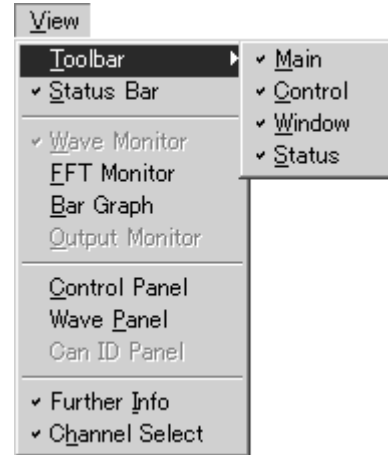 View
Toolbar
Status Bar
Wave Monitor
FFT Monitor
Bar Graph
Output Monitor
Control Panel
Wave Panel
Can ID Panel
Further Info
Channel Select
Main
Control
Window
Status